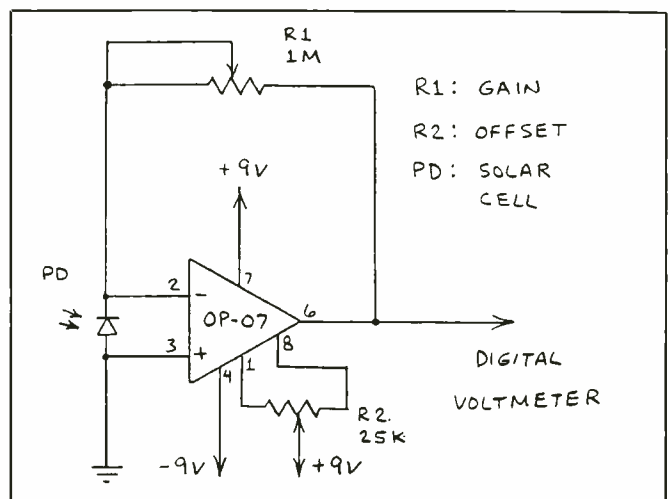 R1
1M
R1: GAIN
R2: OFFSET
PD: SOLAR
CELL
+9V
PD
2
-
7
OP-07
6
3
+
4
1
8
DIGITAL
VOLTMETER
R2.
25K
-9V
+9V